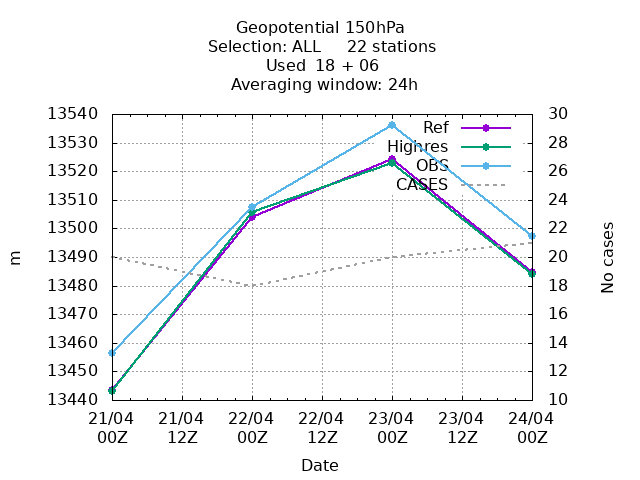 Geopotential 150hPa
Selection: ALL 22 stations
Used 18 + 06
Averaging window: 24h
13540
13530
13520
13510
13500
13490
13480
13470
13460
13450
13440
m
30
28
26
24
22
20
18
16
14
12
10
No cases
Ref
Highres
OBS
CASES
21/04 21/04 22/04 22/04 23/04 23/04 24/04
00Z 12Z 00Z 12Z 00Z 12Z 00Z
Date